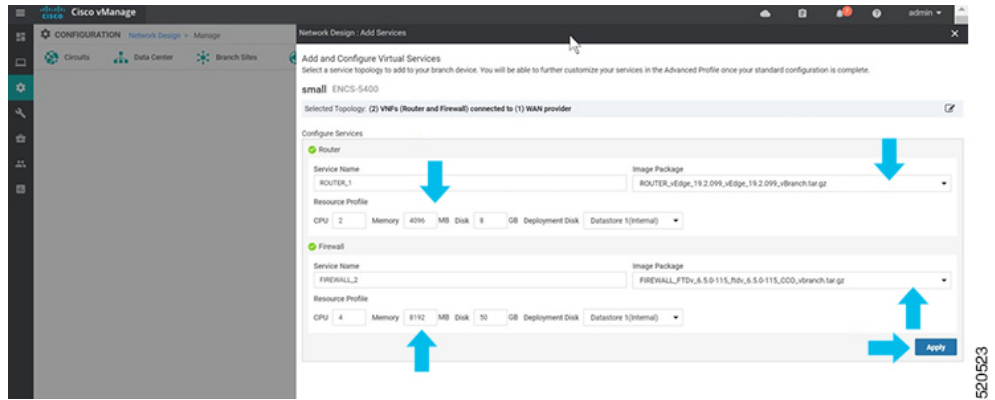 CISCO Cisco vManage admin
CONFIGURATION Network Design > Manage
Network Design : Add Services
Circuits Data Center Branch Sites
Add and Configure Virtual Services
Select a service topology to add to your branch device. You will be able to further customize your services in the Advanced Profile once your standard configuration is complete.
small ENCS-5400
Selected Topology: (2) VNFs (Router and Firewall) connected to (1) WAN provider
Configure Services
Router
Service Name Image Package
ROUTER_1 ROUTER_vEdge_19.2.099_vEdge_19.2.099_vBranch.tar.gz
Resource Profile
CPU 2 Memory 4096 MB Disk 8 GB Deployment Disk Datastore 1(Internal)
Firewall
Service Name Image Package
FIREWALL_2 FIREWALL_FTDv_6.5.0-115_ftdv_6.5.0-115_CCO_vbranch.tar.gz
Resource Profile
CPU 4 Memory 8192 MB Disk 50 GB Deployment Disk Datastore 1(Internal)
Apply
520523